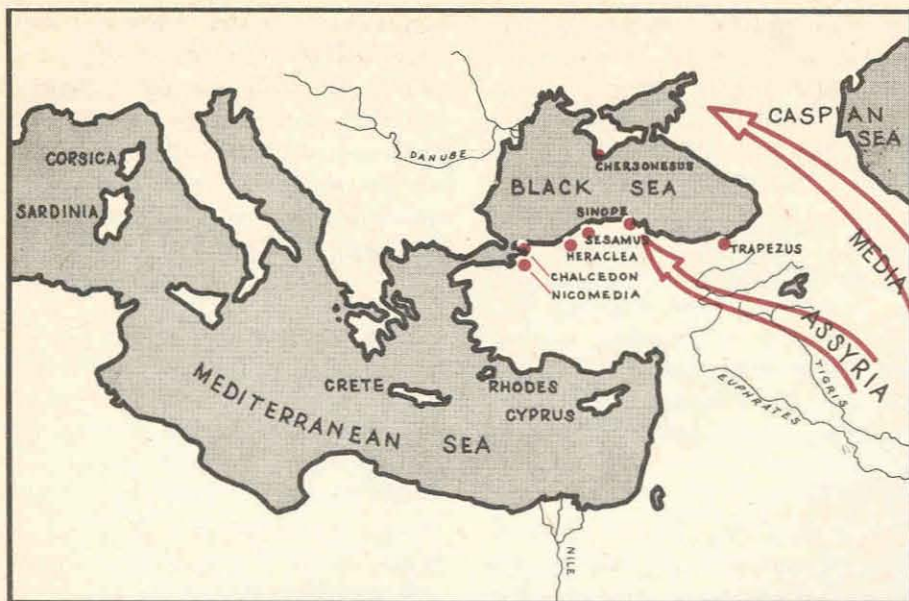 CORSICA
SARDINIA
DANUBE
CHERSONESUS
BLACK SEA
CASPIAN
SEA
SINOPE
SESAMUS
HERACLEA
CHALCEDON
NICOMEDIA
TRAPEZUS
MEDIA
ASSYRIA
TIGRIS
EUPHRATES
MEDITERRANEAN SEA
CRETE
RHODES
CYPRUS
NILE